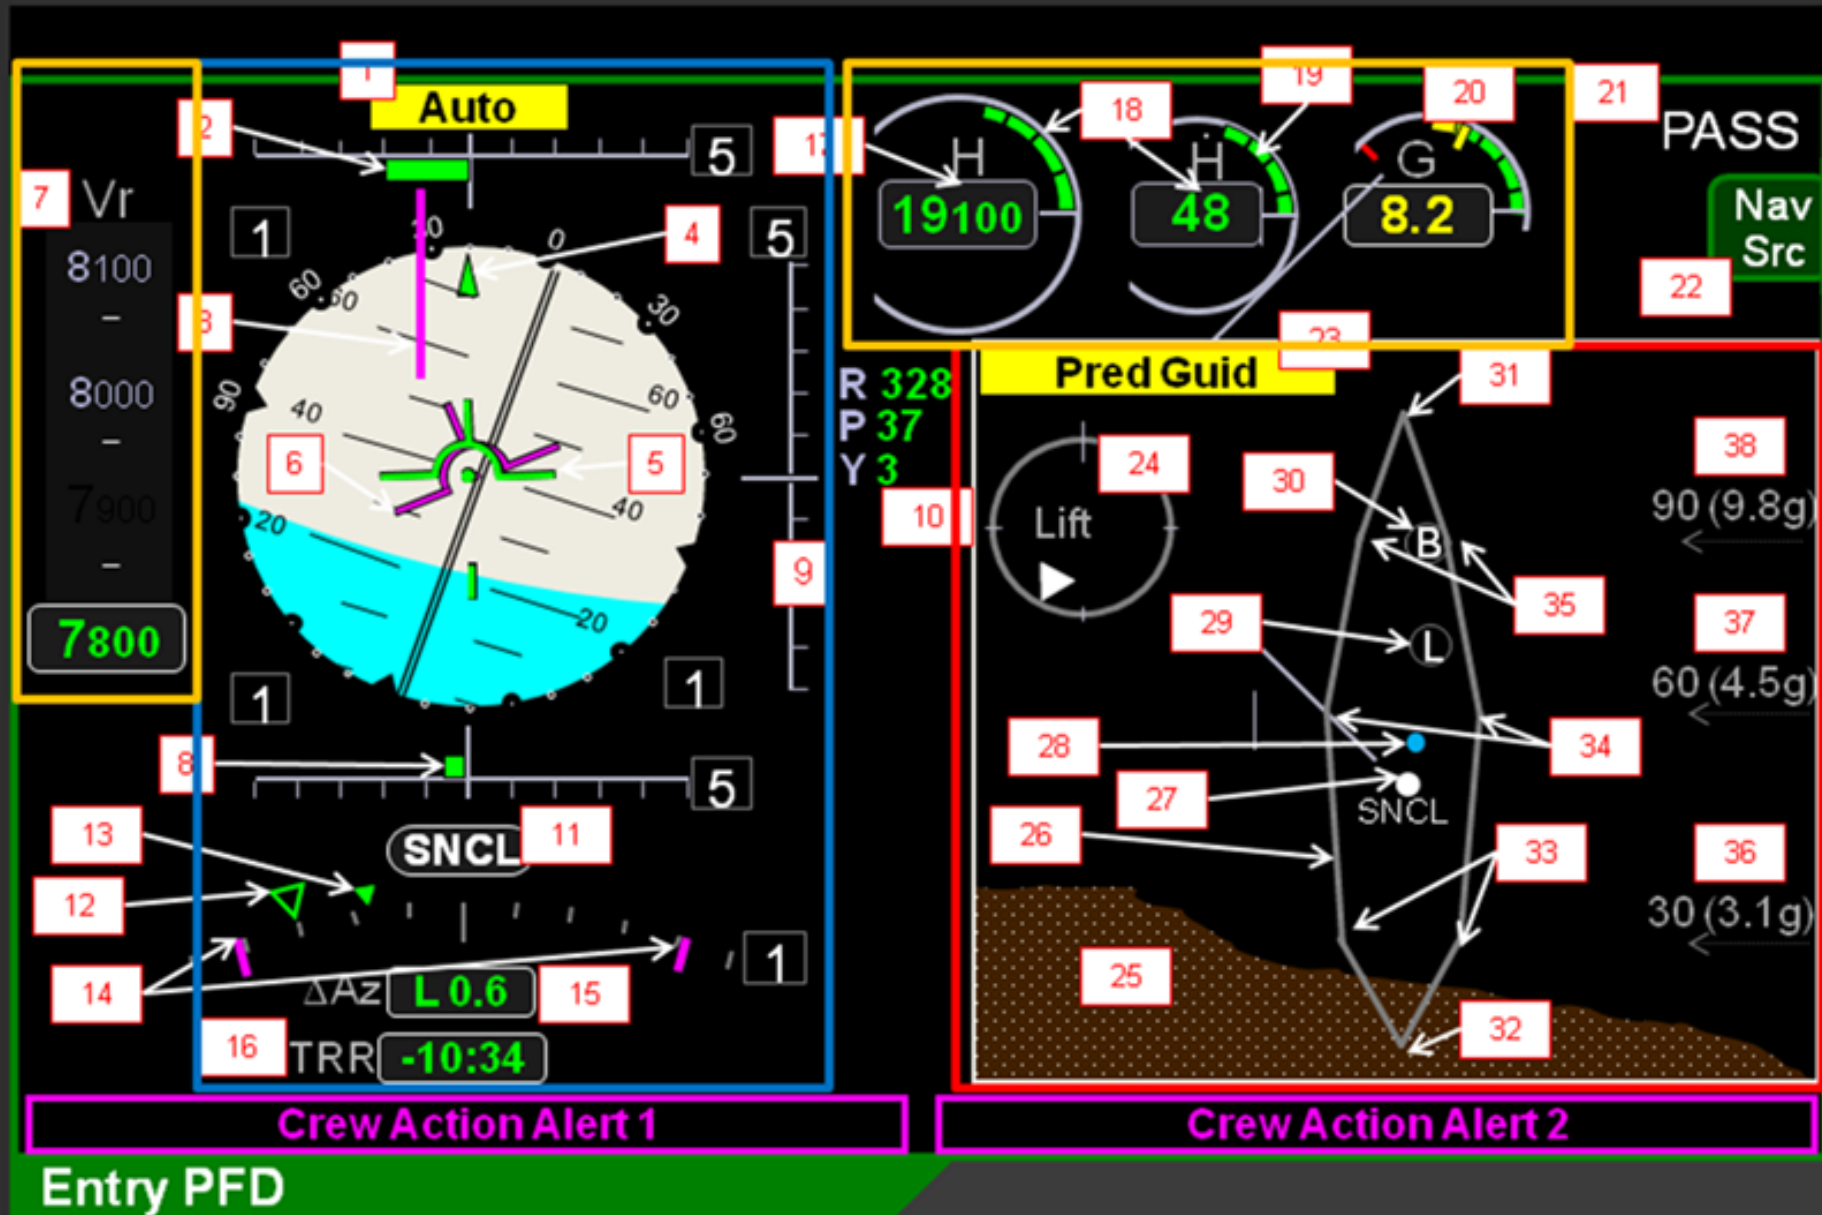 1
Auto
2
5
7
Vr
1
10
0
4
5
8100
60
60
30
3
8000
90
40
60
60
6
5
7900
20
40
9
20
7800
1
1
8
5
13
SNCL
11
12
14
ΔAz
L 0.6
15
1
16
TRR
-10:34
17
18
19
20
21
H
Ḣ
G
PASS
19100
48
8.2
Nav
Src
22
23
R 328
P 37
Y 3
10
Pred Guid
31
24
30
38
Lift
90 (9.8g)
B
35
29
37
L
60 (4.5g)
28
34
27
SNCL
26
33
36
30 (3.1g)
25
32
Crew Action Alert 1
Crew Action Alert 2
Entry PFD